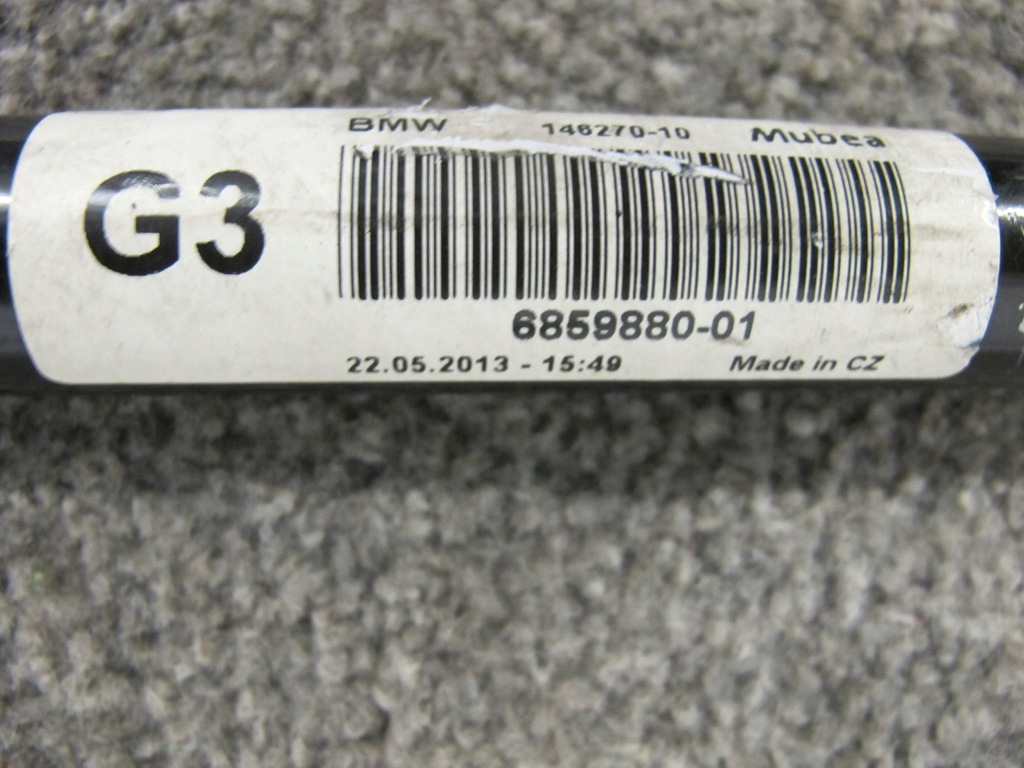 BMW 146270-10 Mubea
G3
6859880-01
22.05.2013 - 15:49 Made in CZ